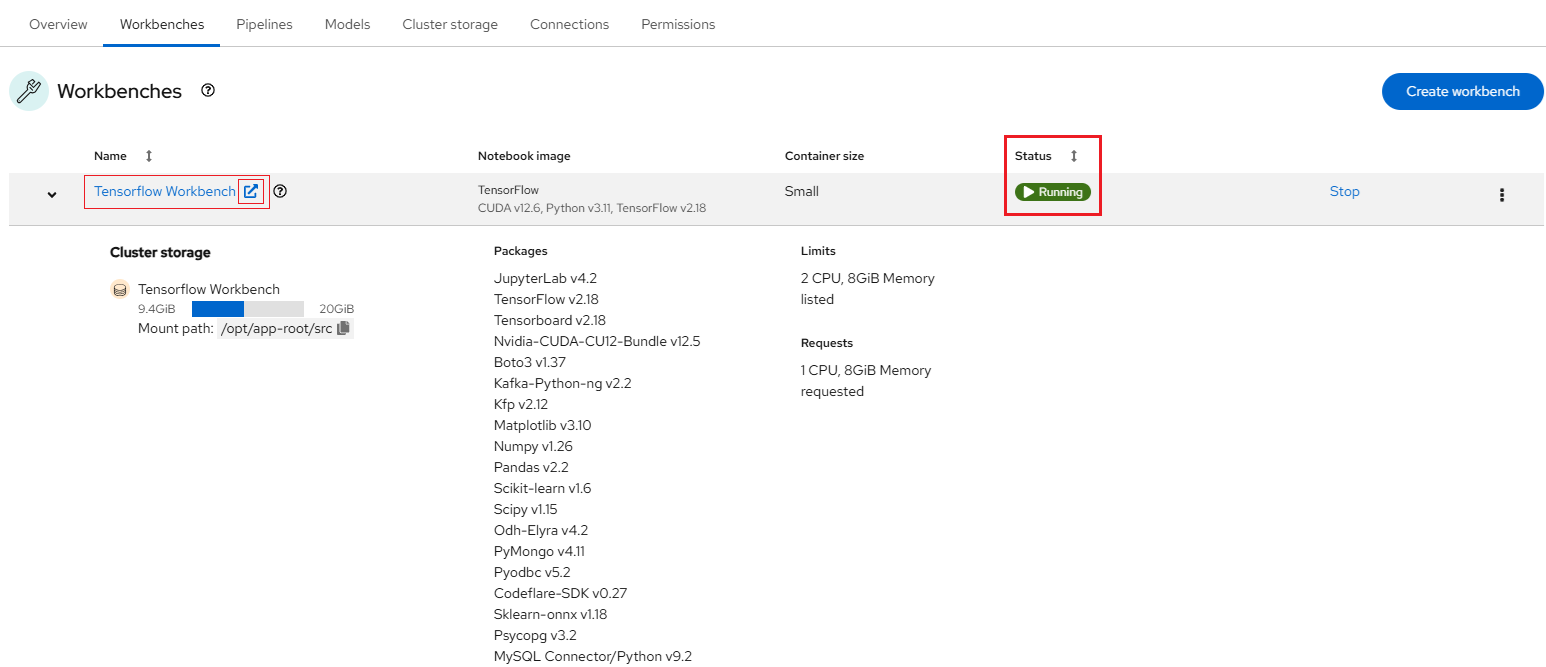 Overview Workbenches Pipelines Models Cluster storage Connections Permissions
Workbenches
Create workbench
Name Notebook image Container size Status
Tensorflow Workbench TensorFlow Small Running Stop
CUDA v12.6, Python v3.11, TensorFlow v2.18
Cluster storage
Tensorflow Workbench
9.4GiB 20GiB
Mount path: /opt/app-root/src
Packages
JupyterLab v4.2
TensorFlow v2.18
Tensorboard v2.18
Nvidia-CUDA-CU12-Bundle v12.5
Boto3 v1.37
Kafka-Python-ng v2.2
Kfp v2.12
Matplotlib v3.10
Numpy v1.26
Pandas v2.2
Scikit-learn v1.6
Scipy v1.15
Odh-Elyra v4.2
PyMongo v4.11
Pyodbc v5.2
Codeflare-SDK v0.27
Sklearn-onnx v1.18
Psycopg v3.2
MySQL Connector/Python v9.2
Limits
2 CPU, 8GiB Memory
listed
Requests
1 CPU, 8GiB Memory
requested